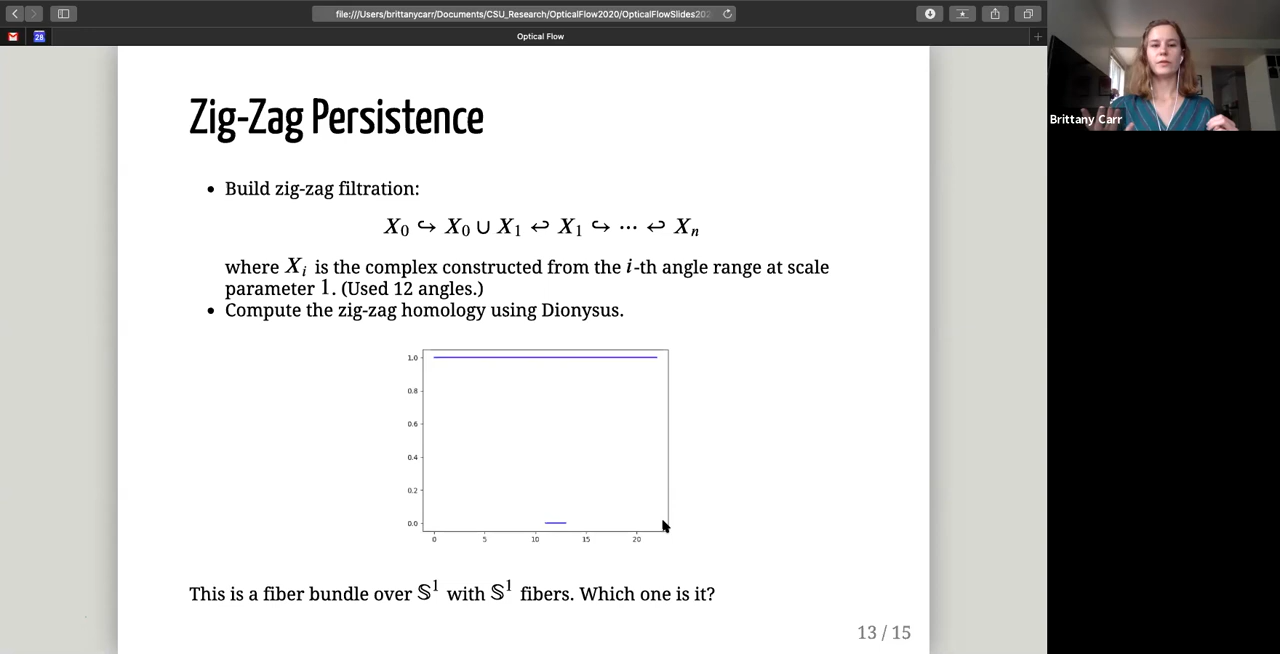 file:///Users/brittanycarr/Documents/CSU_Research/OpticalFlow2020/OpticalFlowSlides202
28
Optical Flow
Brittany Carr
Zig-Zag Persistence
• Build zig-zag filtration:
X₀ ↪ X₀ ∪ X₁ ↩ X₁ ↪ ⋯ ↩ Xₙ
where Xᵢ is the complex constructed from the i-th angle range at scale
parameter 1. (Used 12 angles.)
• Compute the zig-zag homology using Dionysus.
1.0
0.8
0.6
0.4
0.2
0.0
0 5 10 15 20
This is a fiber bundle over 𝕊¹ with 𝕊¹ fibers. Which one is it?
13 / 15